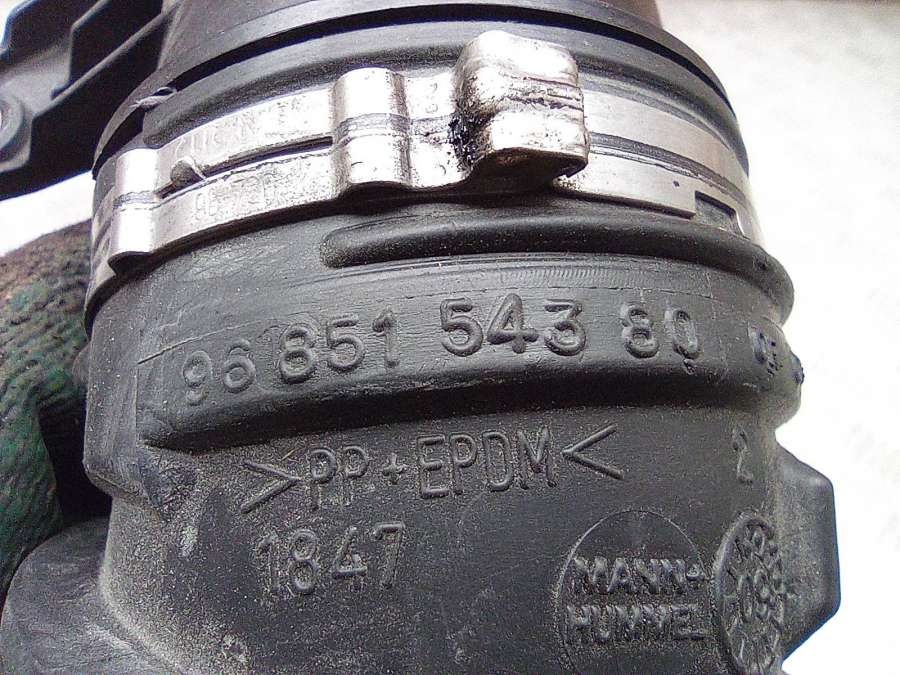 96 851 543 80
>PP+EPDM<
2
1847
MANN+
HUMMEL